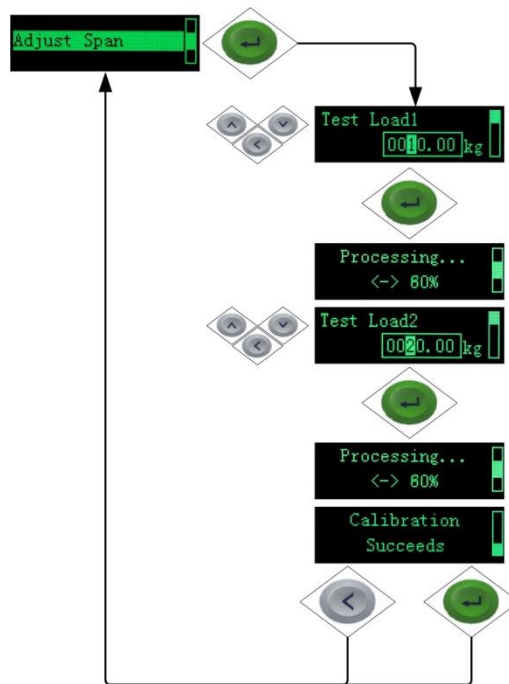 Adjust Span
Test Load1
0010.00 kg
Processing...
<-> 80%
Test Load2
0020.00 kg
Processing...
<-> 80%
Calibration
Succeeds